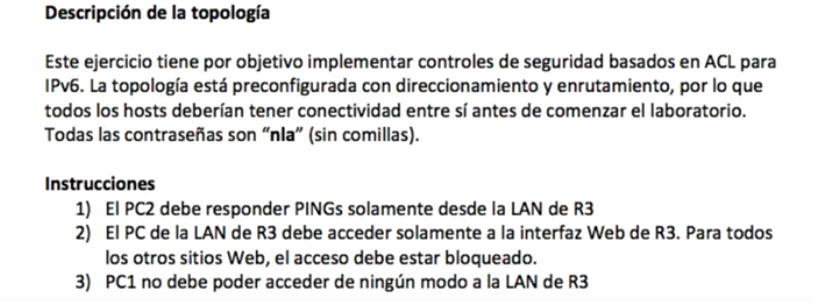 Descripción de la topología
Este ejercicio tiene por objetivo implementar controles de seguridad basados en ACL para
IPv6. La topología está preconfigurada con direccionamiento y enrutamiento, por lo que
todos los hosts deberían tener conectividad entre sí antes de comenzar el laboratorio.
Todas las contraseñas son “nla” (sin comillas).
Instrucciones
1) El PC2 debe responder PINGs solamente desde la LAN de R3
2) El PC de la LAN de R3 debe acceder solamente a la interfaz Web de R3. Para todos
los otros sitios Web, el acceso debe estar bloqueado.
3) PC1 no debe poder acceder de ningún modo a la LAN de R3